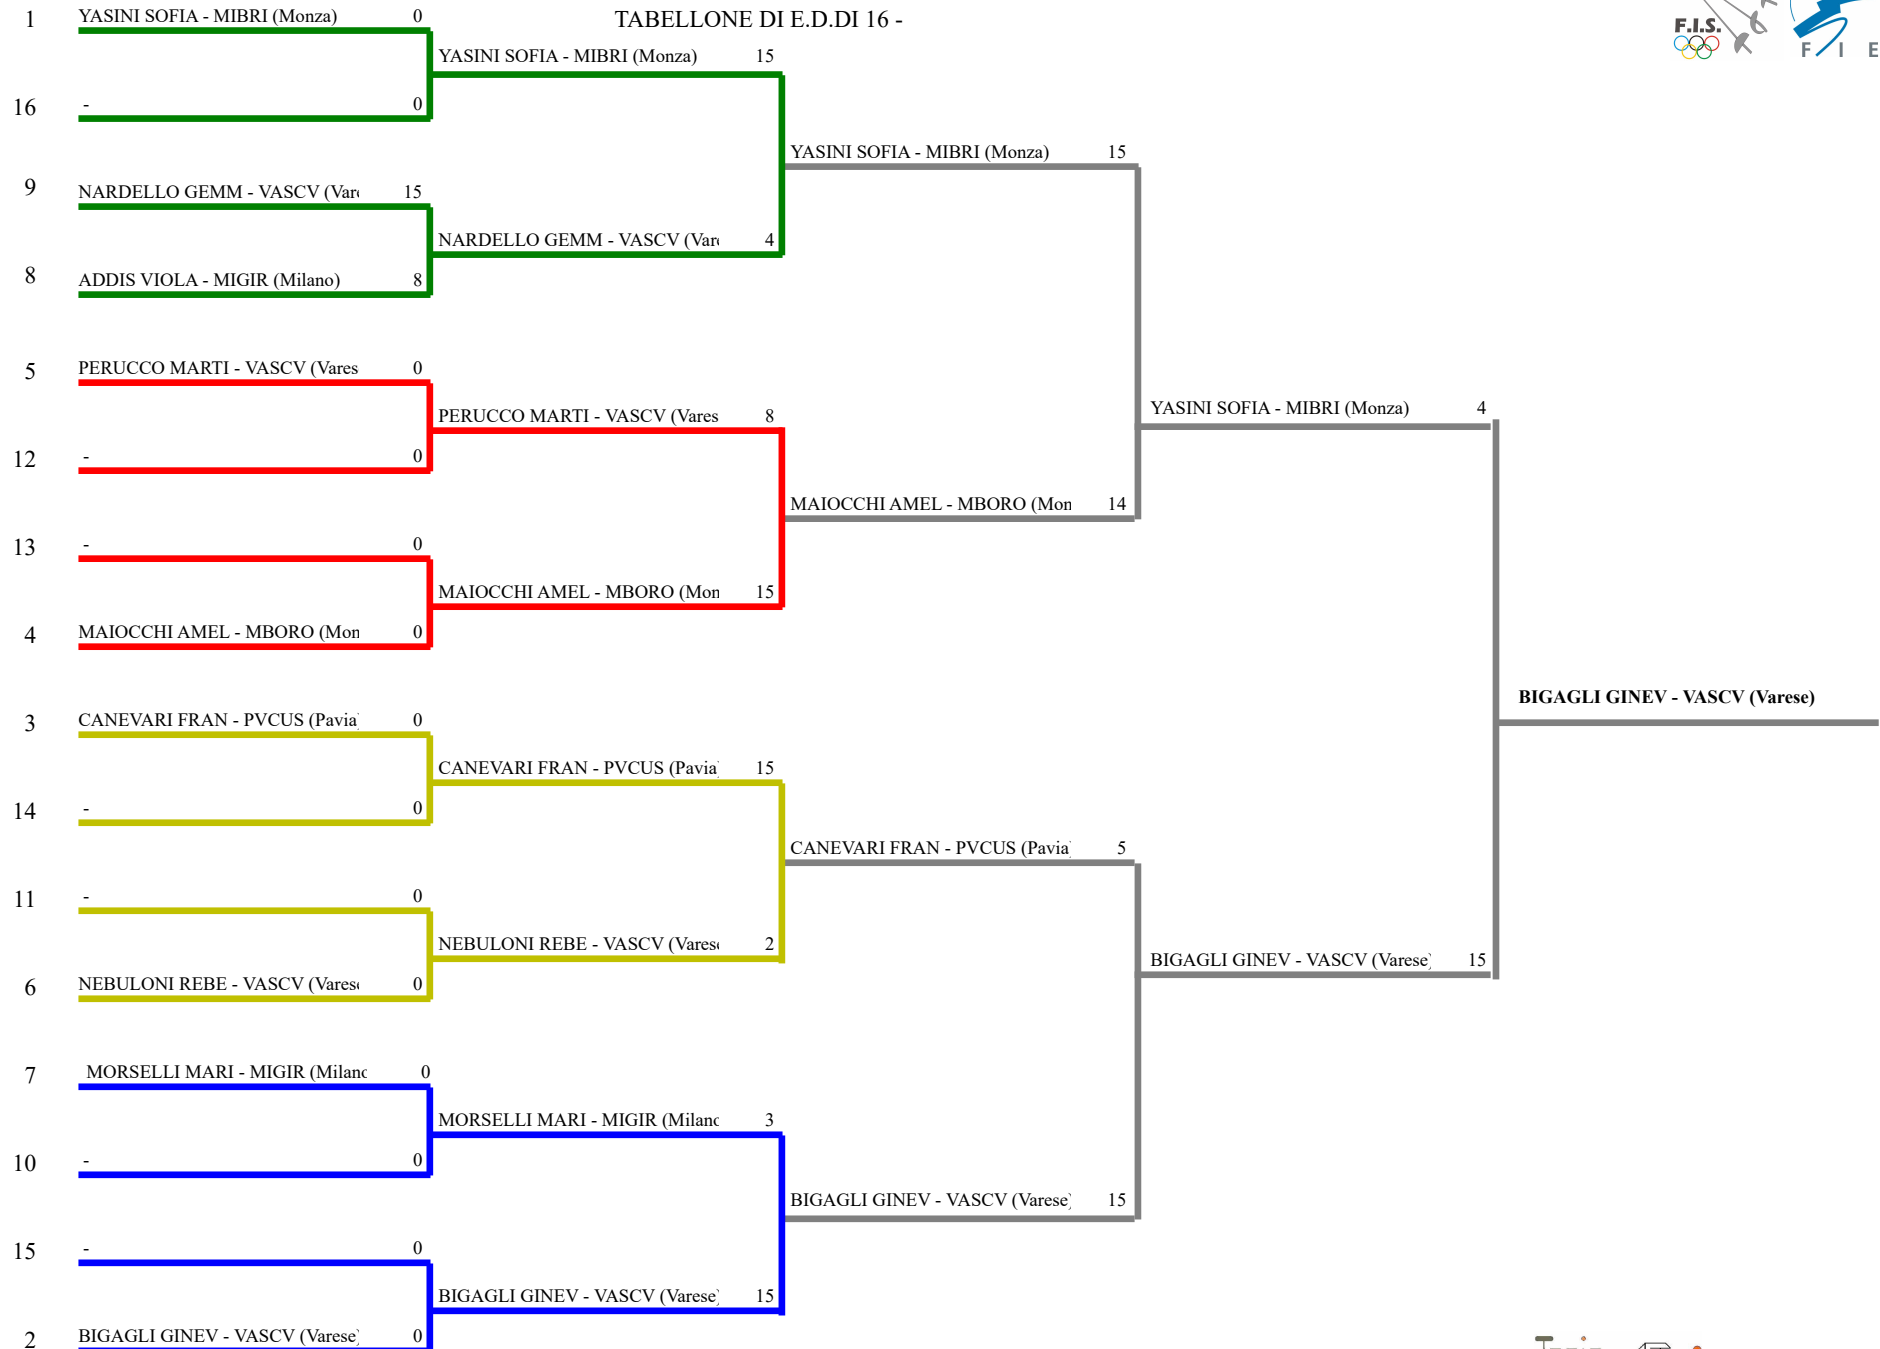 TABELLONE DI E.D.DI 16 -
F.I.S.
F I E
1 YASINI SOFIA - MIBRI (Monza) 0
YASINI SOFIA - MIBRI (Monza) 15
16 - 0
YASINI SOFIA - MIBRI (Monza) 15
9 NARDELLO GEMM - VASCV (Var 15
NARDELLO GEMM - VASCV (Var 4
8 ADDIS VIOLA - MIGIR (Milano) 8
5 PERUCCO MARTI - VASCV (Vares 0
YASINI SOFIA - MIBRI (Monza) 4
PERUCCO MARTI - VASCV (Vares 8
12 - 0
MAIOCCHI AMEL - MBORO (Mon 14
13 - 0
MAIOCCHI AMEL - MBORO (Mon 15
4 MAIOCCHI AMEL - MBORO (Mon 0
BIGAGLI GINEV - VASCV (Varese)
3 CANEVARI FRAN - PVCUS (Pavia 0
CANEVARI FRAN - PVCUS (Pavia 15
14 - 0
CANEVARI FRAN - PVCUS (Pavia 5
11 - 0
NEBULONI REBE - VASCV (Vares 2
BIGAGLI GINEV - VASCV (Varese) 15
6 NEBULONI REBE - VASCV (Vares 0
7 MORSELLI MARI - MIGIR (Milan 0
MORSELLI MARI - MIGIR (Milan 3
10 - 0
BIGAGLI GINEV - VASCV (Varese) 15
15 - 0
BIGAGLI GINEV - VASCV (Varese) 15
2 BIGAGLI GINEV - VASCV (Varese) 0